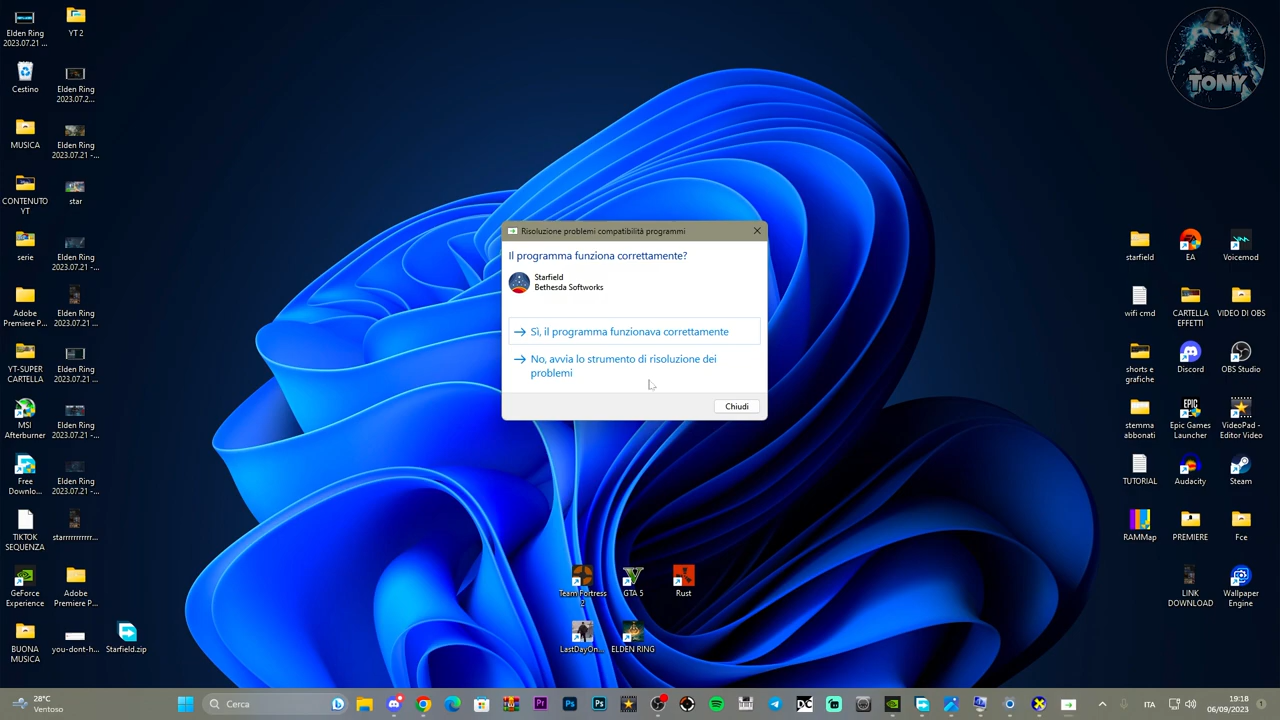 Elden Ring
2023.07.21 ...
YT 2
Cestino
Elden Ring
2023.07.2...
MUSICA
Elden Ring
2023.07.21 -...
CONTENUTO
YT
star
serie
Elden Ring
2023.07.21 -...
Adobe
Premiere P...
Elden Ring
2023.07.21 ...
YT-SUPER
CARTELLA
Elden Ring
2023.07.21 -...
MSI
Afterburner
Elden Ring
2023.07.21 -...
Free
Downlo...
Elden Ring
2023.07.21 -...
TIKTOK
SEQUENZA
starrrrrrrrrr...
GeForce
Experience
Adobe
Premiere P...
BUONA
MUSICA
you-dont-h...
Starfield.zip
TONY
Risoluzione problemi compatibilità programmi
Il programma funziona correttamente?
Starfield
Bethesda Softworks
Sì, il programma funzionava correttamente
No, avvia lo strumento di risoluzione dei
problemi
Chiudi
Team Fortress
2
GTA 5
Rust
LastDayOn...
ELDEN RING
starfield
EA
Voicemod
wifi cmd
CARTELLA
EFFETTI
VIDEO DI OBS
shorts e
grafiche
Discord
OBS Studio
stemma
abbonati
EPIC
GAMES
Epic Games
Launcher
VideoPad -
Editor Video
TUTORIAL
Audacity
Steam
RAMMap
PREMIERE
Fce
LINK
DOWNLOAD
Wallpaper
Engine
28°C
Ventoso
Cerca
Pr
Ps
Ps
DC
ITA
19:18
06/09/2023